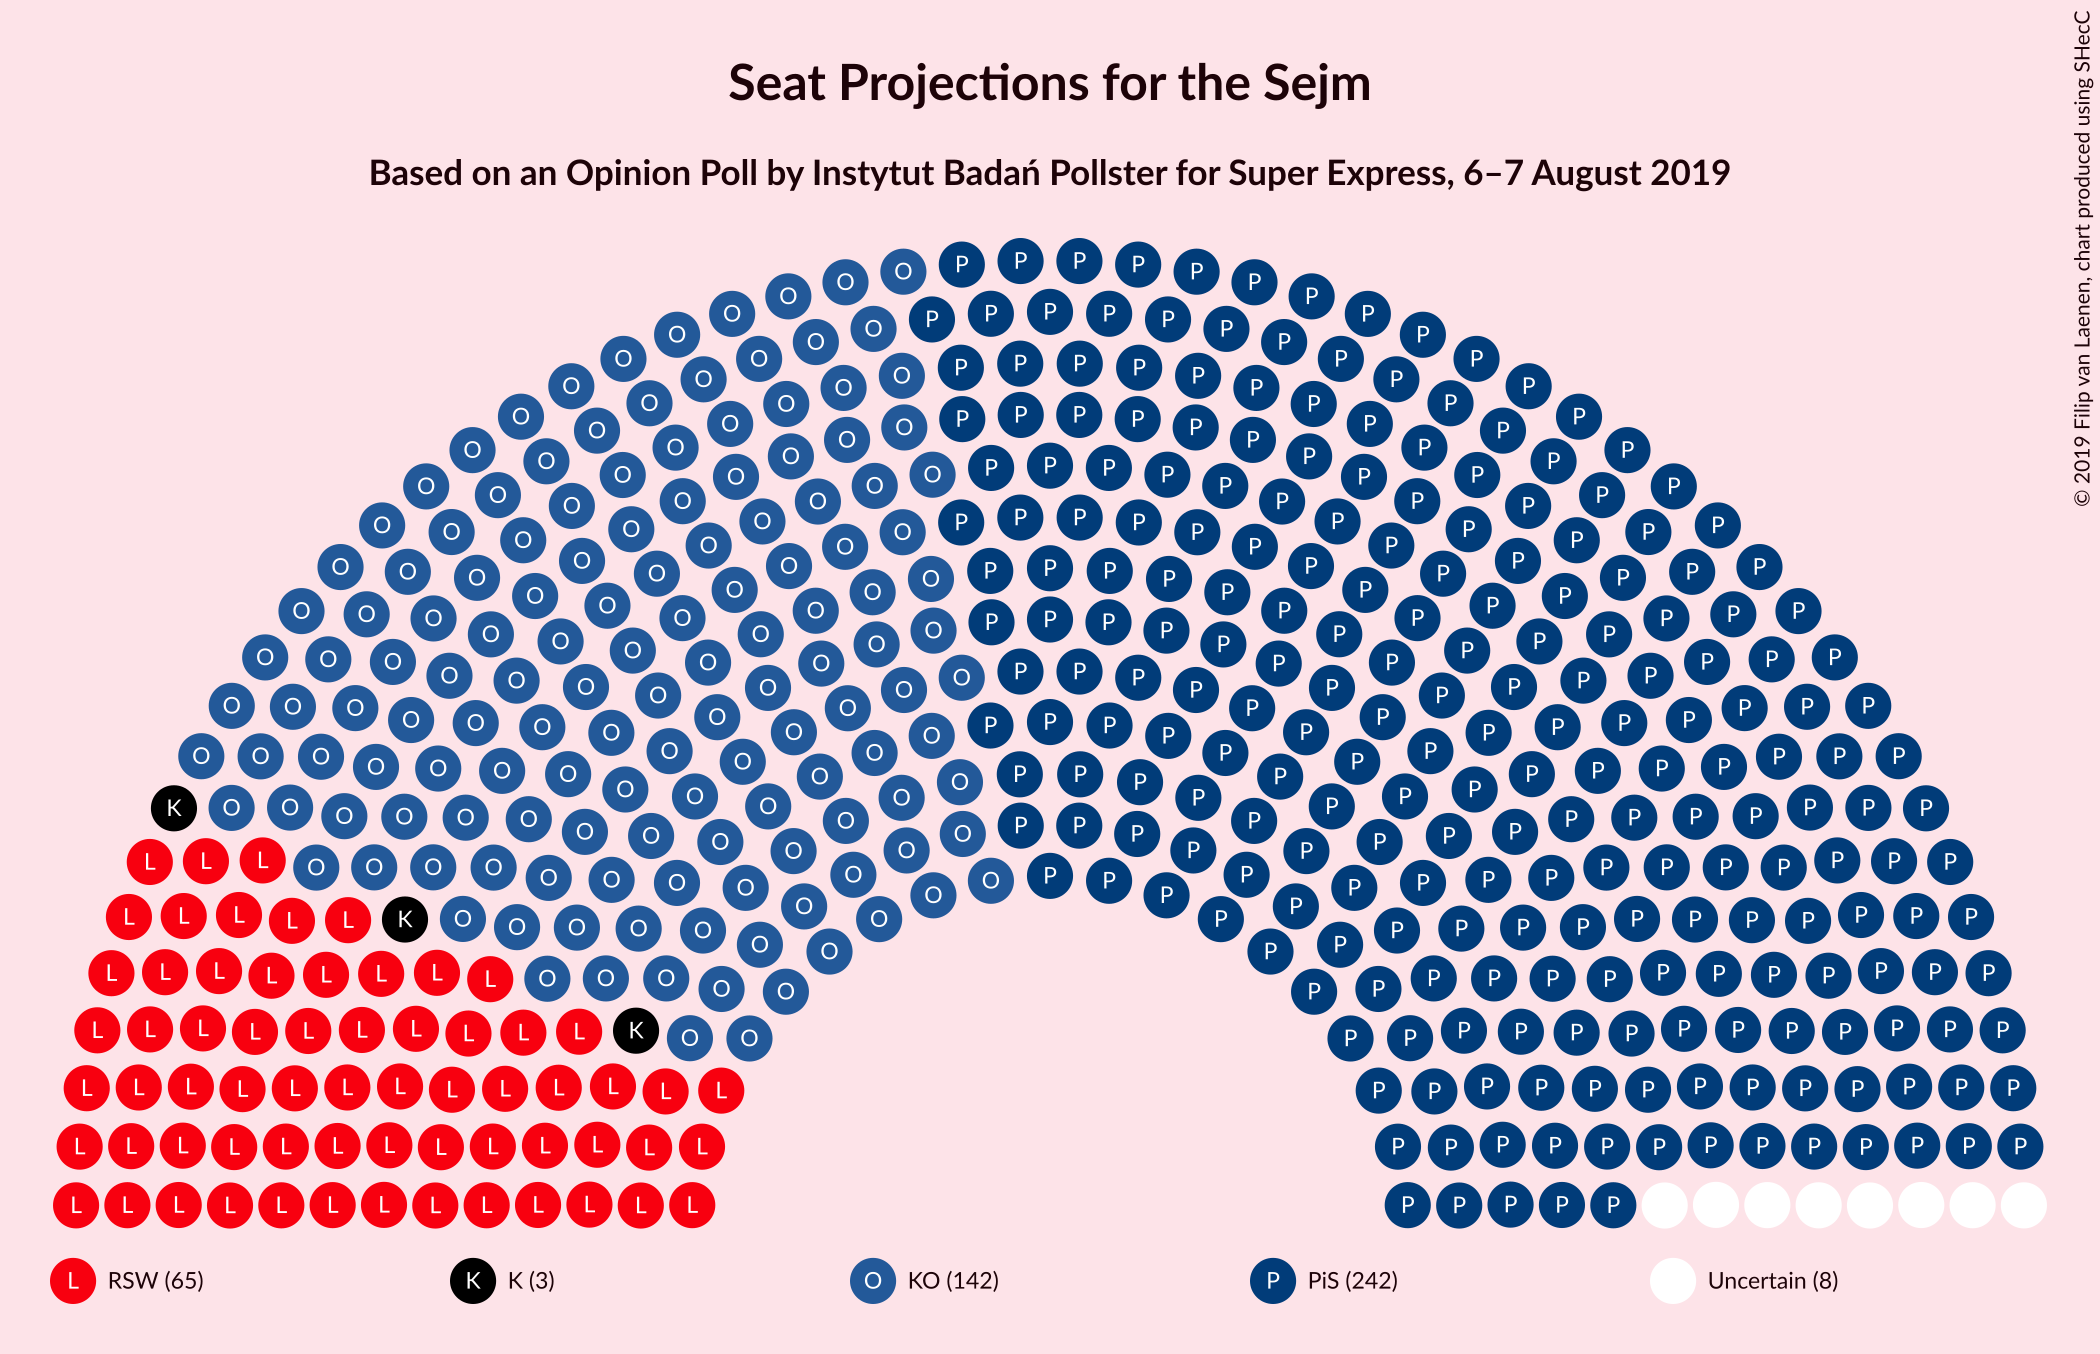 Seat Projections for the Sejm
Based on an Opinion Poll by Instytut Badań Pollster for Super Express, 6–7 August 2019
© 2019 Filip van Laenen, chart produced using SHecC
L RSW (65)
K K (3)
O KO (142)
P PiS (242)
Uncertain (8)